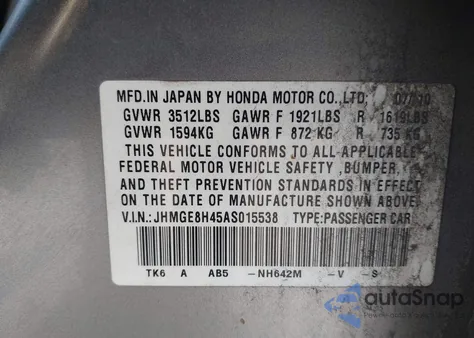 MFD.IN JAPAN BY HONDA MOTOR CO.,LTD. 07/10
GVWR 3512LBS GAWR F 1921LBS R 1619LBS
GVWR 1594KG GAWR F 872 KG R 735 KG
THIS VEHICLE CONFORMS TO ALL APPLICABLE
FEDERAL MOTOR VEHICLE SAFETY ,BUMPER,
AND THEFT PREVENTION STANDARDS IN EFFECT
ON THE DATE OF MANUFACTURE SHOWN ABOVE.
V.I.N.: JHMGE8H45AS015538 TYPE:PASSENGER CAR
TK6 A AB5 -NH642M -V -S
autoSnap